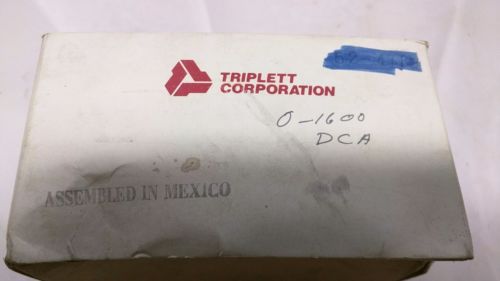 TRIPLETT
CORPORATION
0-1600
DCA
ASSEMBLED IN MEXICO